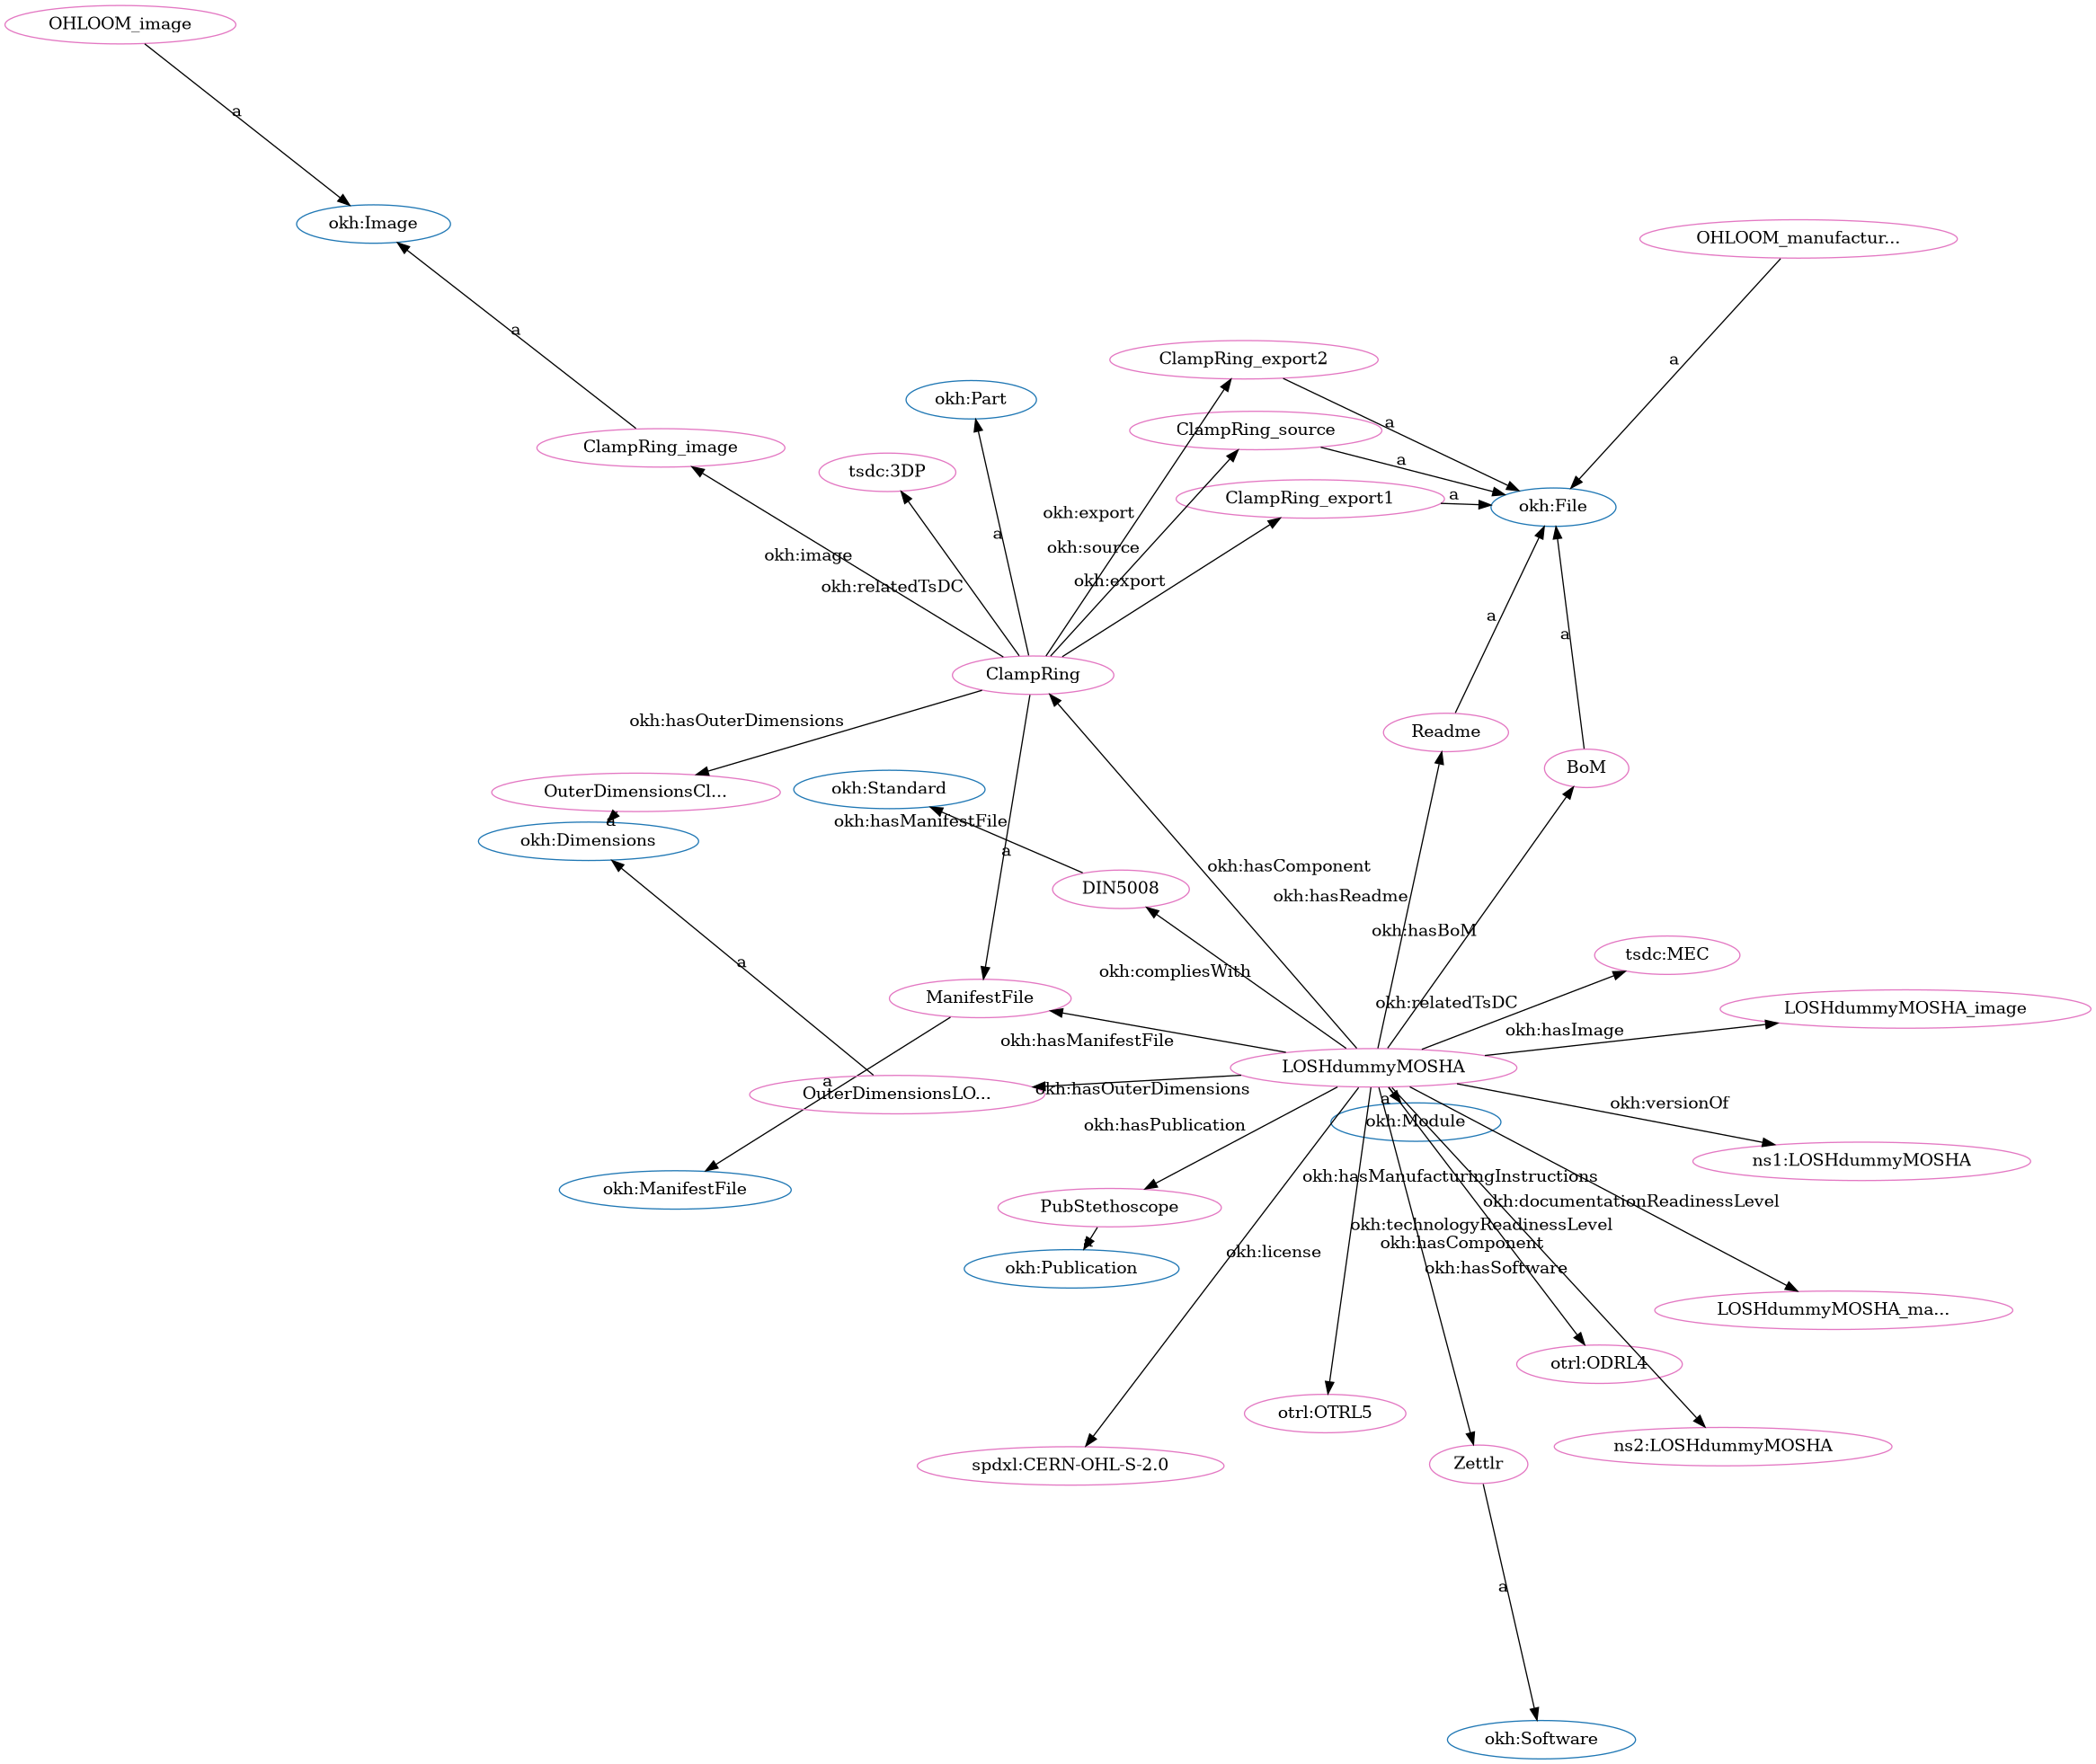 OHLOOM_image
a
okh:Image
OHLOOM_manufactur...
a
a
ClampRing_export2
okh:Part
ClampRing_source
a
ClampRing_image
a
tsdc:3DP
ClampRing_export1
a
okh:File
okh:export
a
okh:source
okh:image
okh:export
okh:relatedTsDC
a
a
ClampRing
okh:hasOuterDimensions
Readme
BoM
okh:Standard
OuterDimensionsCl...
a
okh:hasManifestFile
okh:Dimensions
a
okh:hasComponent
DIN5008
okh:hasReadme
okh:hasBoM
tsdc:MEC
a
okh:compliesWith
ManifestFile
okh:relatedTsDC
LOSHdummyMOSHA_image
okh:hasImage
okh:hasManifestFile
LOSHdummyMOSHA
a
okh:hasOuterDimensions
OuterDimensionsLO...
a
okh:versionOf
okh:Module
okh:hasPublication
ns1:LOSHdummyMOSHA
okh:hasManufacturingInstructions
okh:ManifestFile
okh:documentationReadinessLevel
PubStethoscope
okh:technologyReadinessLevel
okh:hasComponent
okh:license
okh:Publication
okh:hasSoftware
LOSHdummyMOSHA_ma...
otrl:ODRL4
otrl:OTRL5
ns2:LOSHdummyMOSHA
spdxl:CERN-OHL-S-2.0
Zettlr
a
okh:Software